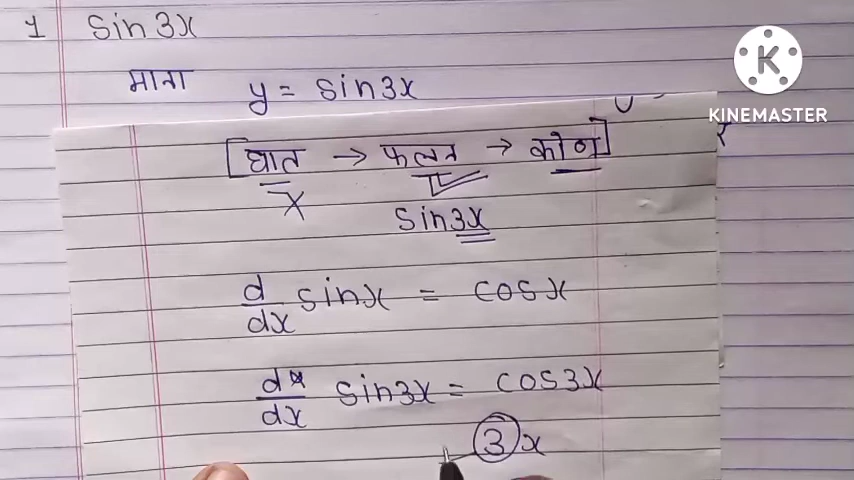 1 sin3x
माना y = sin3x
KINEMASTER
[घात → फलन → कोण]
x
sin3x
d/dx sinx = cosx
d/dx sin3x = cos3x
3x